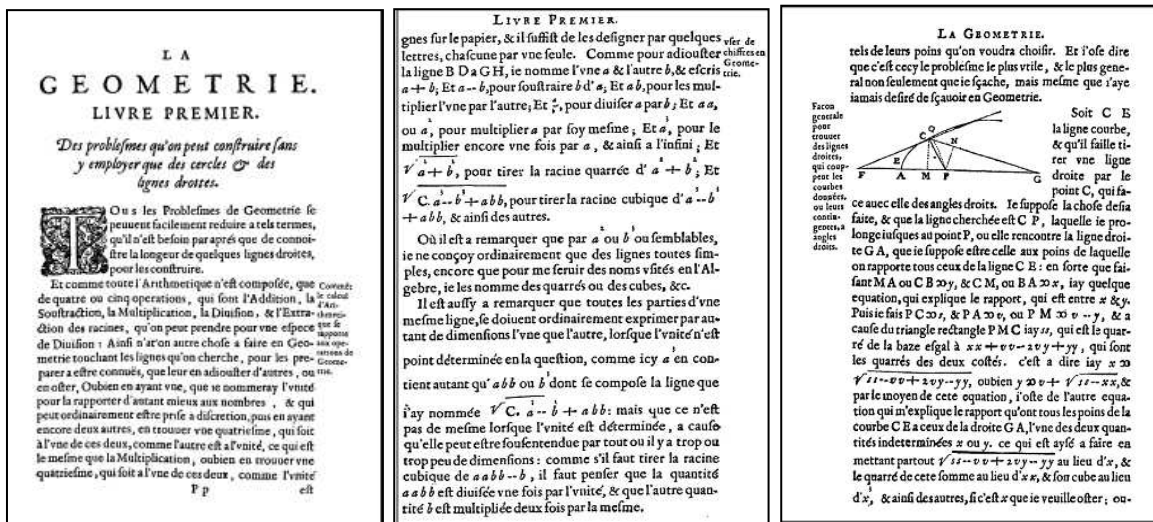 LA
GEOMETRIE.
LIVRE PREMIER.
Des probleſmes qu'on peut conſtruire ſans
y employer que des cercles & des
lignes droites.
TOus les Probleſmes de Geometrie ſe
peuuent facilement reduire a tels termes,
qu'il n'eſt beſoin par aprés que de connoi-
ſtre la longeur de quelques lignes droites,
pour les conſtruire.
Et comme toute l'Arithmetique n'eſt compoſée, que
de quatre ou cinq operations, qui ſont l'Addition, la
Souſtraction, la Multiplication, la Diuiſion, & l'Extra-
ction des racines, qu'on peut prendre pour vne eſpece
de Diuiſion : Ainſi n'at'on autre choſe a faire en Geo-
metrie touchant les lignes qu'on cherche, pour les pre-
parer a eſtre connuës, que leur en adiouſter d'autres, ou
en oſter, Oubien en ayant vne, que ie nommeray l'vnité
pour la rapporter d'autant mieux aux nombres, & qui
peut ordinairement eſtre priſe a diſcretion, puis en ayant
encore deux autres, en trouuer vne quatrieſme, qui ſoit
à l'vne de ces deux, comme l'autre eſt a l'vnité, ce qui eſt
le meſme que la Multiplication, oubien en trouuer vne
quatrieſme, qui ſoit a l'vne de ces deux, comme l'vnité
P p eſt
LIVRE PREMIER.
gnes ſur le papier, & il ſuffiſt de les deſigner par quelques
lettres, chaſcune par vne ſeule. Comme pour adiouſter
la ligne B D a G H, ie nomme l'vne a & l'autre b, & eſcris
a + b; Et a -- b, pour ſouſtraire b d'a; Et a b, pour les mul-
tiplier l'vne par l'autre; Et a/b, pour diuiſer a par b; Et a a,
ou a², pour multiplier a par ſoy meſme; Et a³, pour le
multiplier encore vne fois par a, & ainſi a l'infini; Et
√ a² + b², pour tirer la racine quarrée d' a² + b²; Et
√ C. a³ -- b³ + abb, pour tirer la racine cubique d'a³ -- b³
+ abb, & ainſi des autres.
Où il eſt a remarquer que par a² ou b³ ou ſemblables,
ie ne conçoy ordinairement que des lignes toutes ſim-
ples, encore que pour me ſeruir des noms vſités en l'Al-
gebre, ie les nomme des quarrés ou des cubes, &c.
Il eſt auſſy a remarquer que toutes les parties d'vne
meſme ligne, ſe doiuent ordinairement exprimer par au-
tant de dimenſions l'vne que l'autre, lorſque l'vnité n'eſt
point déterminée en la queſtion, comme icy a³ en con-
tient autant qu' abb ou b³ dont ſe compoſe la ligne que
i'ay nommée √ C. a³ -- b³ + abb: mais que ce n'eſt
pas de meſme lorſque l'vnité eſt déterminée, a cauſe
qu'elle peut eſtre ſouſentendue par tout ou il y a trop ou
trop peu de dimenſions : comme s'il faut tirer la racine
cubique de aabb -- b, il faut penſer que la quantité
aabb eſt diuiſée vne fois par l'vnité, & que l'autre quan-
tité b eſt multipliée deux fois par la meſme.
vſer de
chiffres en
Geome-
trie.
LA GEOMETRIE.
tels de leurs poins qu'on voudra choiſir. Et i'oſe dire
que c'eſt cecy le probleſme le plus vtile, & le plus gene-
ral non ſeulement que ie ſçache, mais meſme que i'aye
iamais deſiré de ſçauoir en Geometrie.
Façon
generale
pour
trouuer
des lignes
droites,
qui coup-
pent les
courbes
données,
ou leurs
contin-
gentes, a
angles
droits.
C Q N
E
F A M P G
Soit C E
la ligne courbe,
& qu'il faille ti-
rer vne ligne
droite par le
point C, qui fa-
ce auec elle des angles droits. Ie ſuppoſe la choſe deſia
faite, & que la ligne cherchée eſt C P, laquelle ie pro-
longe iuſques au point P, ou elle rencontre la ligne droi-
te G A, que ie ſuppoſe eſtre celle aux poins de laquelle
on rapporte tous ceux de la ligne C E : en ſorte que fai-
ſant M A ou C B ∞ y, & C M, ou B A ∞ x, iay quelque
equation, qui explique le rapport, qui eſt entre x & y.
Puis ie fais P C ∞ s, & P A ∞ v, ou P M ∞ v -- y, & a
cauſe du triangle rectangle P M C iay ss, qui eſt le quar-
ré de la baze eſgal à xx + vv -- 2vy + yy, qui ſont
les quarrés des deux coſtés. c'eſt a dire iay x ∞
√ ss -- vv + 2vy -- yy, oubien y ∞ v + √ ss -- xx, &
par le moyen de cete equation, i'oſte de l'autre equa-
tion qui m'explique le rapport qu'ont tous les poins de la
courbe C E a ceux de la droite G A, l'vne des deux quan-
tités indeterminées x ou y. ce qui eſt ayſé a faire en
mettant partout √ ss -- vv + 2vy -- yy au lieu d'x, &
le quarré de cete ſomme au lieu d'xx, & ſon cube au lieu
d'x³, & ainſi des autres, ſi c'eſt x que ie veuille oſter; ou-